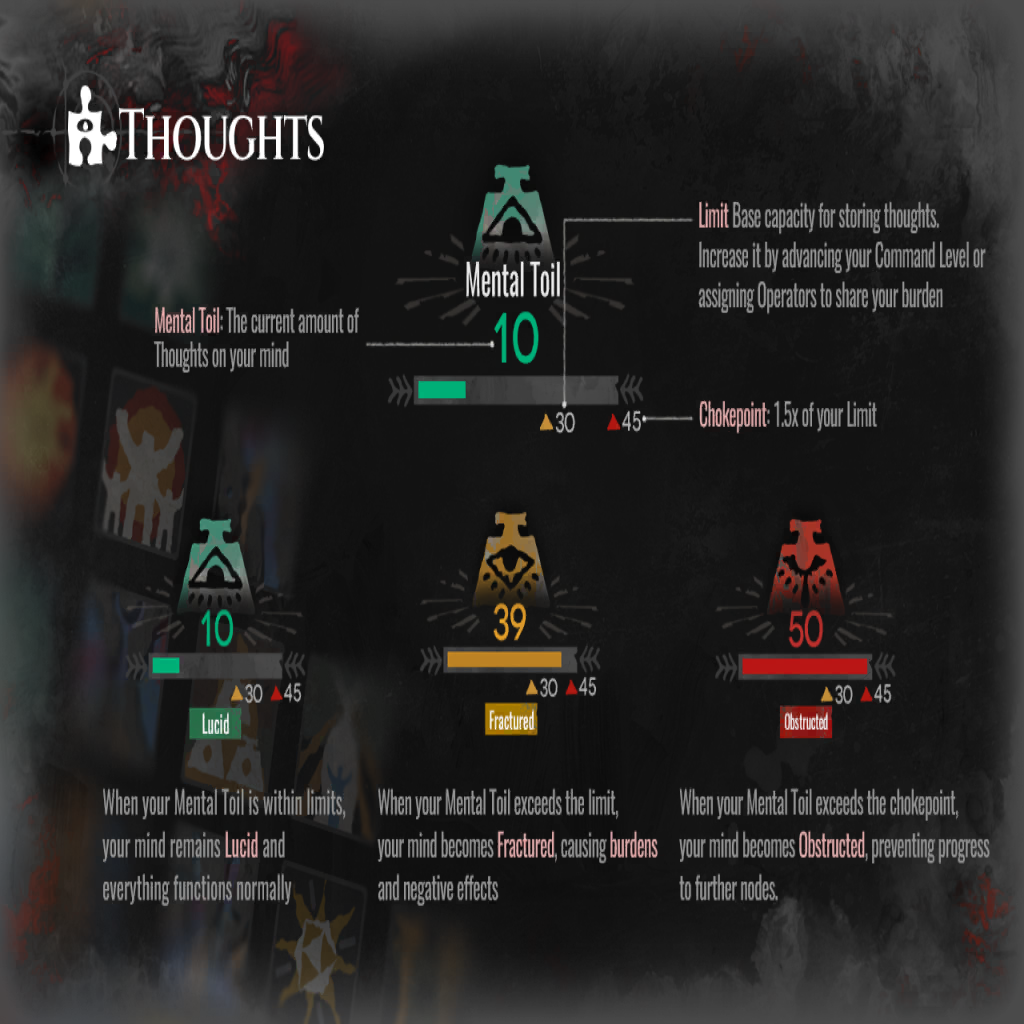 THOUGHTS
Limit Base capacity for storing thoughts.
Increase it by advancing your Command Level or
assigning Operators to share your burden
Mental Toil
Mental Toil: The current amount of
Thoughts on your mind
10
30
45
Chokepoint: 1.5x of your Limit
10
30
45
Lucid
When your Mental Toil is within limits,
your mind remains Lucid and
everything functions normally
39
30
45
Fractured
When your Mental Toil exceeds the limit,
your mind becomes Fractured, causing burdens
and negative effects
50
30
45
Obstructed
When your Mental Toil exceeds the chokepoint,
your mind becomes Obstructed, preventing progress
to further nodes.